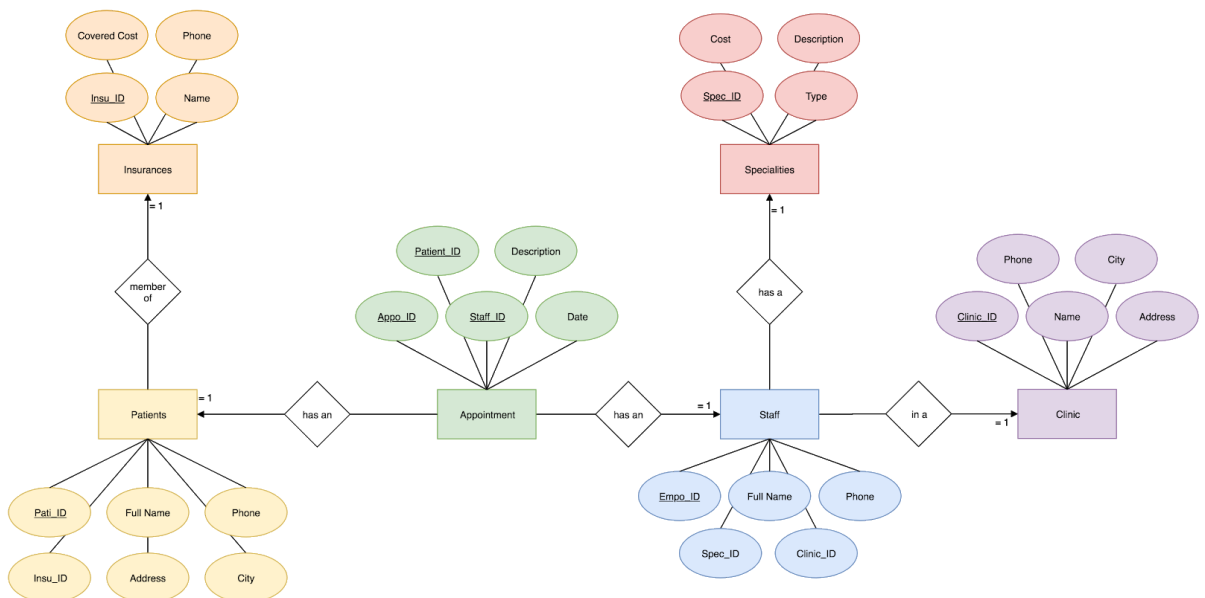 Covered Cost
Phone
Insu_ID
Name
Insurances
= 1
member
of
Cost
Description
Spec_ID
Type
Specialities
= 1
has a
Patient_ID
Description
Appo_ID
Staff_ID
Date
Phone
City
Clinic_ID
Name
Address
Patients
= 1
has an
Appointment
has an
= 1
Staff
in a
= 1
Clinic
Pati_ID
Full Name
Phone
Insu_ID
Address
City
Empo_ID
Full Name
Phone
Spec_ID
Clinic_ID